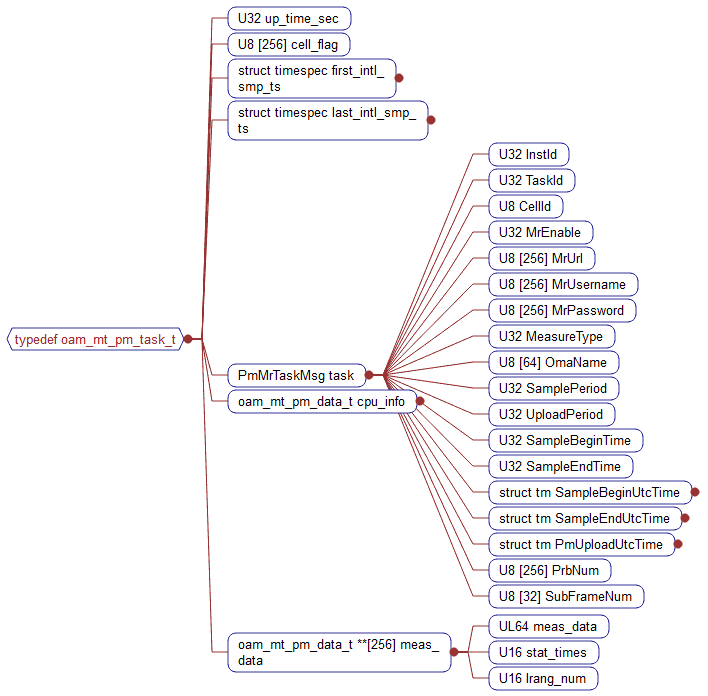 U32 up_time_sec
U8 [256] cell_flag
struct timespec first_intl_
smp_ts
struct timespec last_intl_smp_
ts
U32 InstId
U32 TaskId
U8 CellId
U32 MrEnable
U8 [256] MrUrl
U8 [256] MrUsername
U8 [256] MrPassword
typedef oam_mt_pm_task_t
U32 MeasureType
U8 [64] OmaName
PmMrTaskMsg task
U32 SamplePeriod
oam_mt_pm_data_t cpu_info
U32 UploadPeriod
U32 SampleBeginTime
U32 SampleEndTime
struct tm SampleBeginUtcTime
struct tm SampleEndUtcTime
struct tm PmUploadUtcTime
U8 [256] PrbNum
U8 [32] SubFrameNum
oam_mt_pm_data_t **[256] meas_
data
UL64 meas_data
U16 stat_times
U16 lrang_num